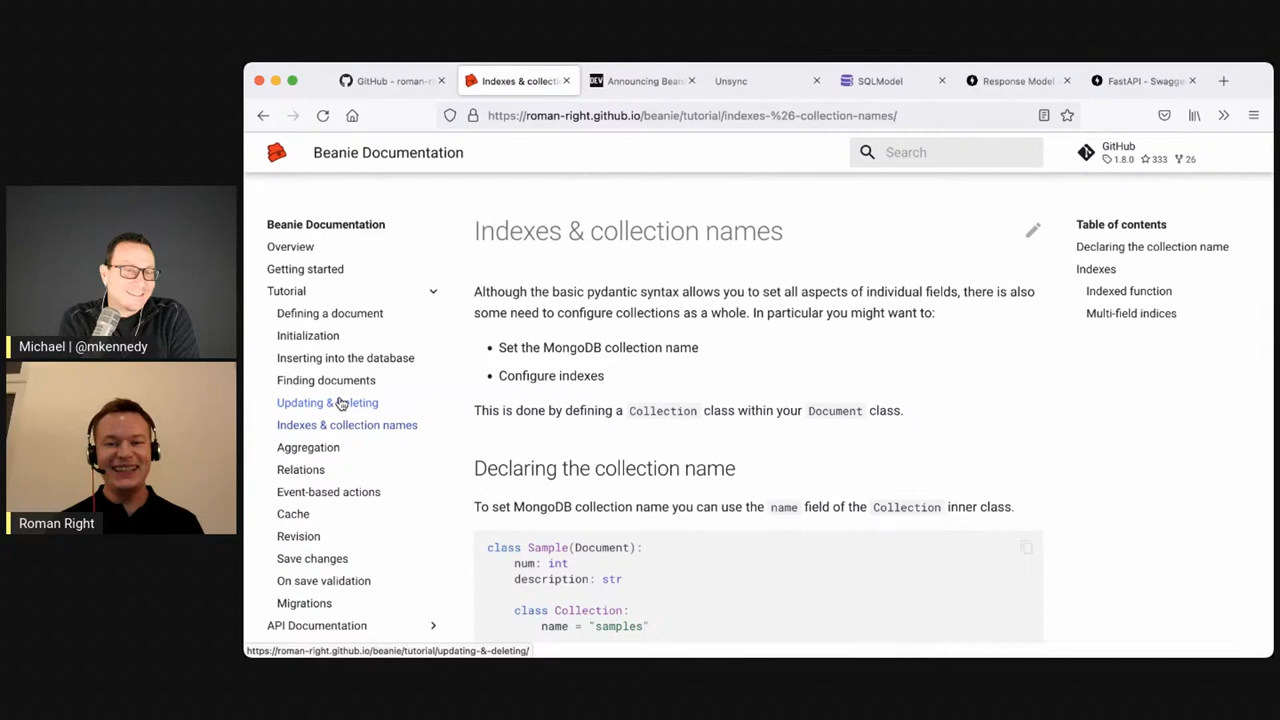 GitHub - roman-ri
Indexes & collecti
DEV
Announcing Bean
Unsync
SQLModel
Response Model -
FastAPI - Swagge
https://roman-right.github.io/beanie/tutorial/indexes-%26-collection-names/
Beanie Documentation
Search
GitHub
1.8.0 333 26
Beanie Documentation
Overview
Getting started
Tutorial
Defining a document
Initialization
Inserting into the database
Finding documents
Updating & deleting
Indexes & collection names
Aggregation
Relations
Event-based actions
Cache
Revision
Save changes
On save validation
Migrations
API Documentation
https://roman-right.github.io/beanie/tutorial/updating-&-deleting/
Indexes & collection names
Although the basic pydantic syntax allows you to set all aspects of individual fields, there is also
some need to configure collections as a whole. In particular you might want to:
• Set the MongoDB collection name
• Configure indexes
This is done by defining a Collection class within your Document class.
Declaring the collection name
To set MongoDB collection name you can use the name field of the Collection inner class.
class Sample(Document):
num: int
description: str
class Collection:
name = "samples"
Table of contents
Declaring the collection name
Indexes
Indexed function
Multi-field indices
Michael | @mkennedy
Roman Right